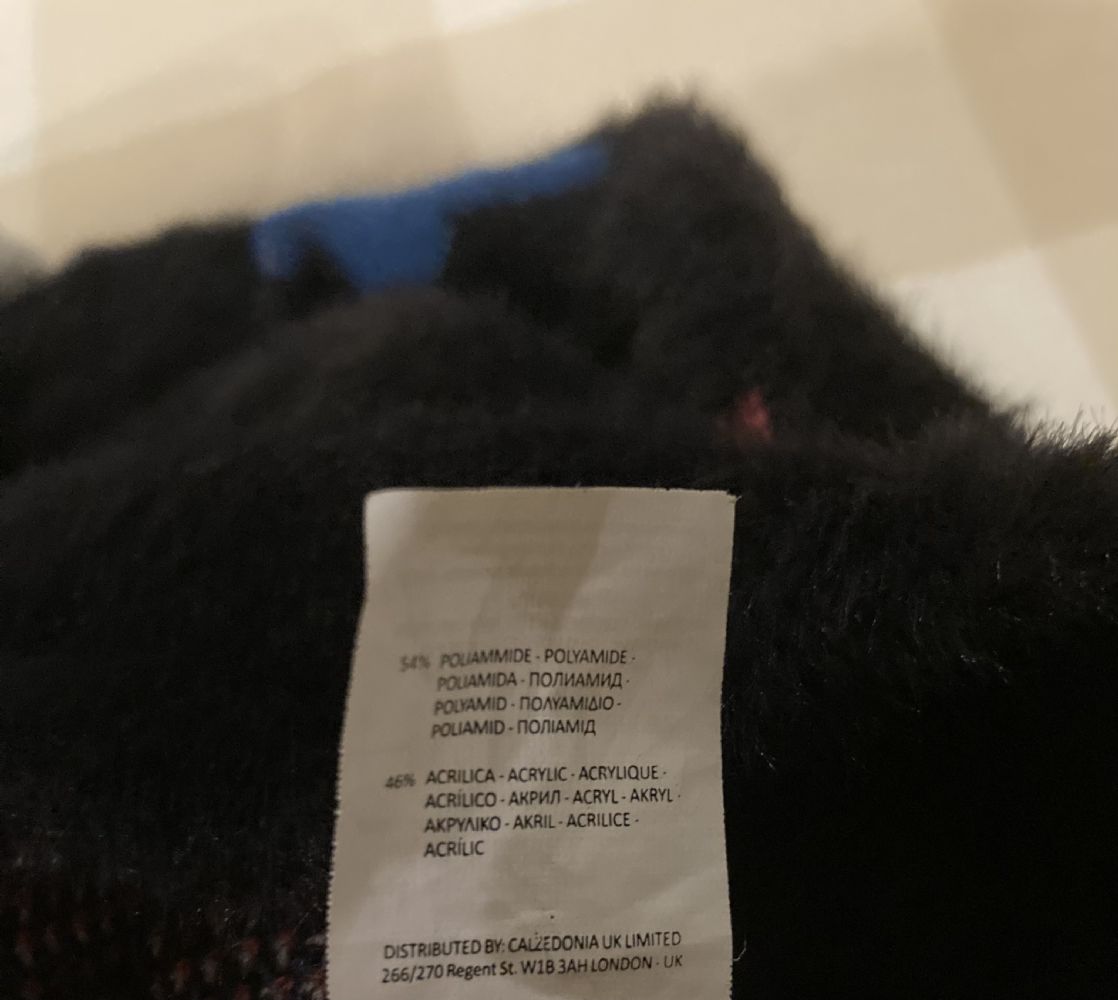 54% POLIAMMIDE - POLYAMIDE -
POLIAMIDA - ПОЛИАМИД -
POLYAMID - ΠΟΛΥΑΜΙΔΙΟ -
POLIAMID - ПОЛІАМІД
46% ACRILICA - ACRYLIC - ACRYLIQUE -
ACRÍLICO - АКРИЛ - ACRYL - AKRYL -
ΑΚΡΥΛΙΚΟ - AKRIL - ACRILICE -
ACRÍLIC
DISTRIBUTED BY: CALZEDONIA UK LIMITED
266/270 Regent St. W1B 3AH LONDON - UK